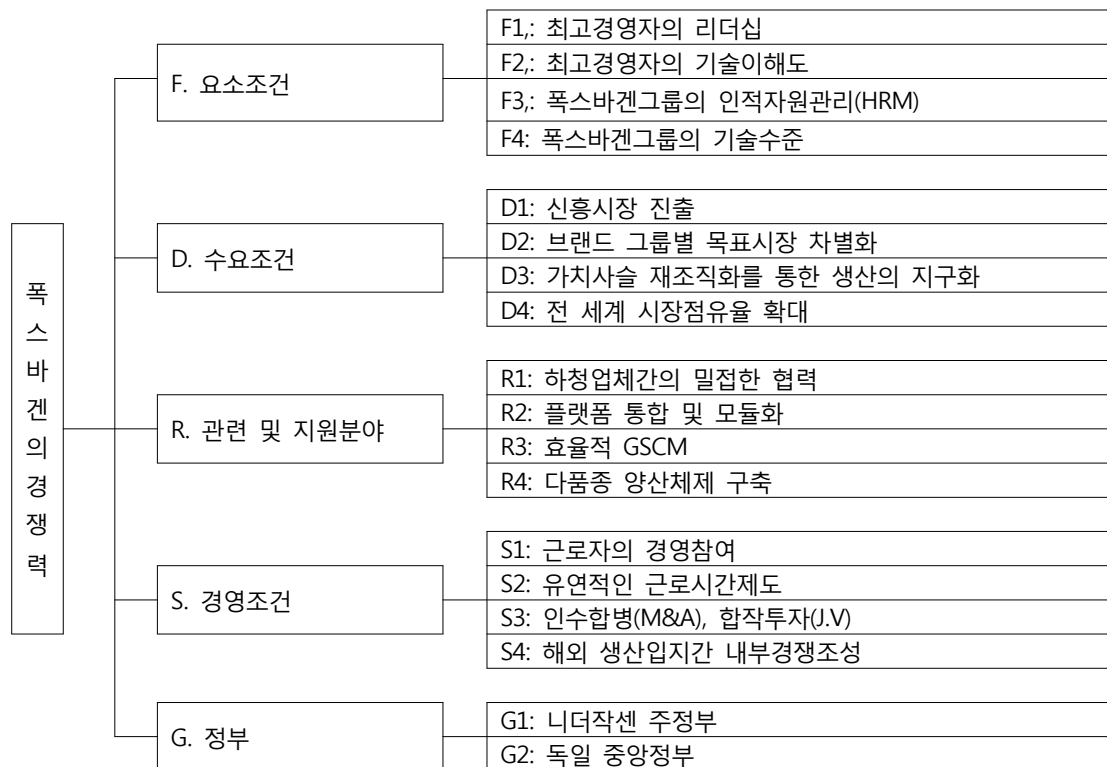 폭스바겐의경쟁력
F. 요소조건
F1,: 최고경영자의 리더십
F2,: 최고경영자의 기술이해도
F3,: 폭스바겐그룹의 인적자원관리(HRM)
F4: 폭스바겐그룹의 기술수준
D. 수요조건
D1: 신흥시장 진출
D2: 브랜드 그룹별 목표시장 차별화
D3: 가치사슬 재조직화를 통한 생산의 지구화
D4: 전 세계 시장점유율 확대
R. 관련 및 지원분야
R1: 하청업체간의 밀접한 협력
R2: 플랫폼 통합 및 모듈화
R3: 효율적 GSCM
R4: 다품종 양산체제 구축
S. 경영조건
S1: 근로자의 경영참여
S2: 유연적인 근로시간제도
S3: 인수합병(M&A), 합작투자(J.V)
S4: 해외 생산입지간 내부경쟁조성
G. 정부
G1: 니더작센 주정부
G2: 독일 중앙정부